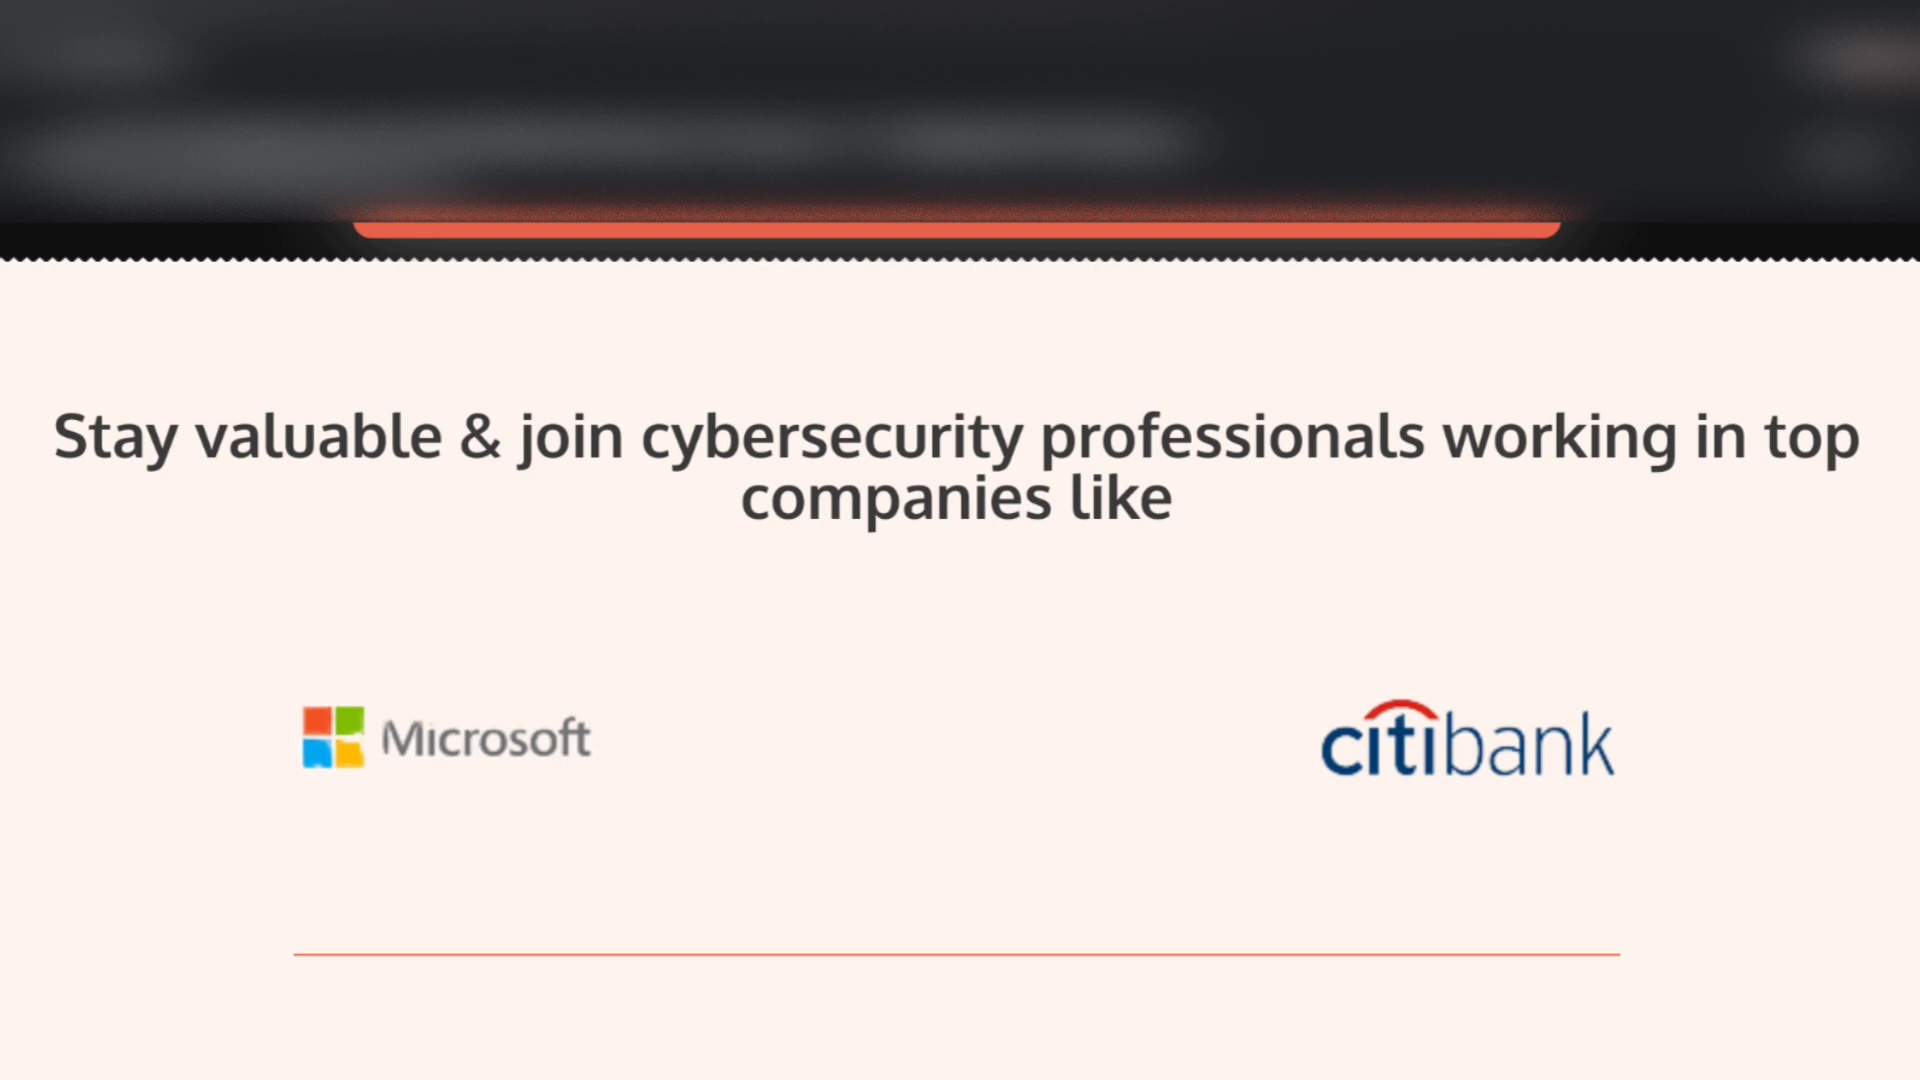 Stay valuable & join cybersecurity professionals working in top
companies like
Microsoft
citibank